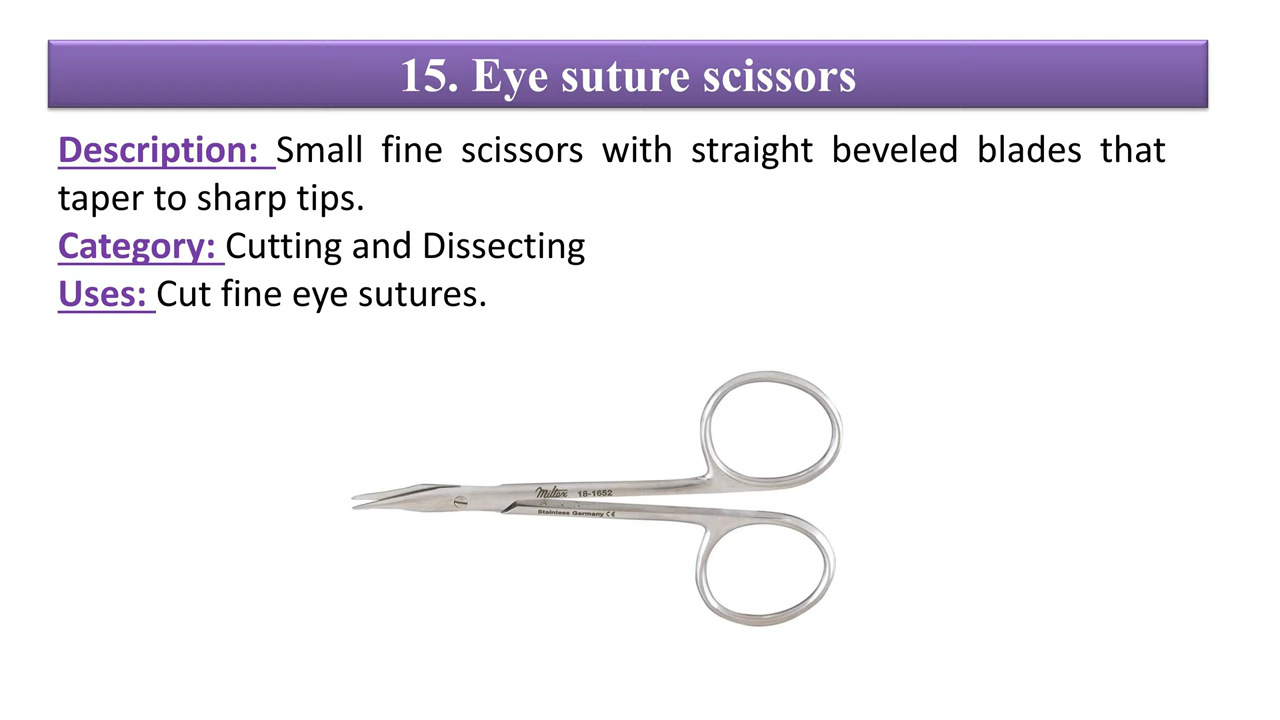 15. Eye suture scissors
Description: Small fine scissors with straight beveled blades that
taper to sharp tips.
Category: Cutting and Dissecting
Uses: Cut fine eye sutures.
Miltex 18-1652
Stainless Germany CE